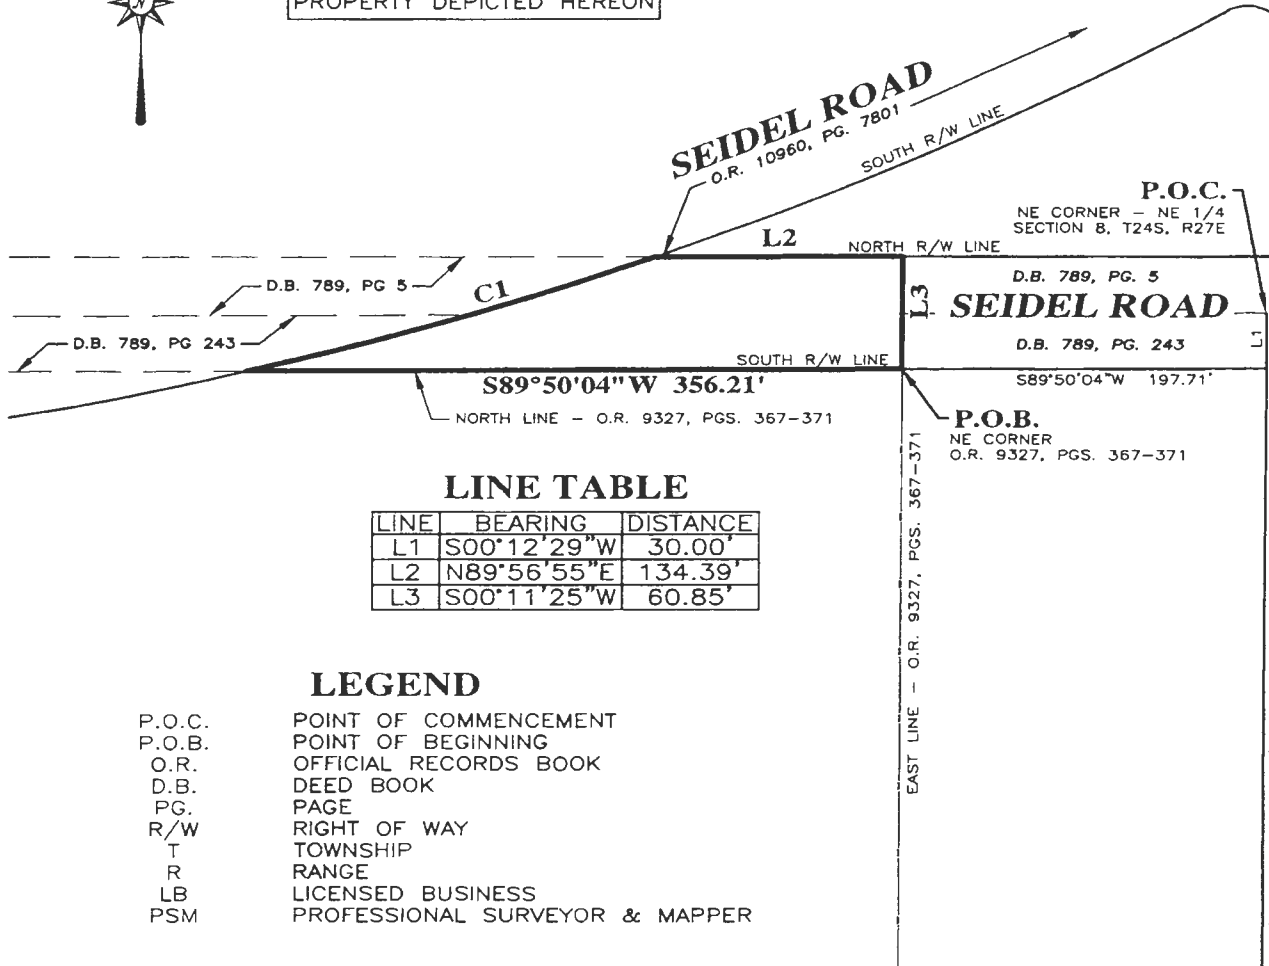 PROPERTY DEPICTED HEREON
N
SEIDEL ROAD
O.R. 10960, PG. 7801
SOUTH R/W LINE
P.O.C.
NE CORNER – NE 1/4
SECTION 8, T24S, R27E
L2
NORTH R/W LINE
D.B. 789, PG 5
C1
L3
D.B. 789, PG. 5
SEIDEL ROAD
D.B. 789, PG. 243
L1
D.B. 789, PG 243
SOUTH R/W LINE
S89°50'04"W 356.21'
S89°50'04"W 197.71'
NORTH LINE – O.R. 9327, PGS. 367–371
P.O.B.
NE CORNER
O.R. 9327, PGS. 367–371
EAST LINE – O.R. 9327, PGS. 367–371
LINE TABLE
LINE BEARING DISTANCE
L1 S00°12'29"W 30.00'
L2 N89°56'55"E 134.39'
L3 S00°11'25"W 60.85'
LEGEND
P.O.C. POINT OF COMMENCEMENT
P.O.B. POINT OF BEGINNING
O.R. OFFICIAL RECORDS BOOK
D.B. DEED BOOK
PG. PAGE
R/W RIGHT OF WAY
T TOWNSHIP
R RANGE
LB LICENSED BUSINESS
PSM PROFESSIONAL SURVEYOR & MAPPER